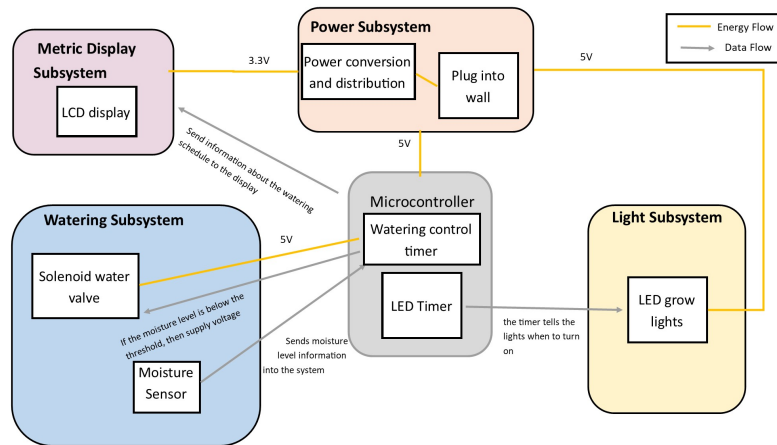 Power Subsystem
Power conversion
and distribution
Plug into
wall
Energy Flow
Data Flow
Metric Display
Subsystem
LCD display
3.3V
5V
5V
Send information about the watering
schedule to the display
Microcontroller
Watering control
timer
LED Timer
Watering Subsystem
Solenoid water
valve
5V
If the moisture level is below the
threshold, then supply voltage
Moisture
Sensor
Sends moisture
level information
into the system
Light Subsystem
LED grow
lights
the timer tells the
lights when to turn
on